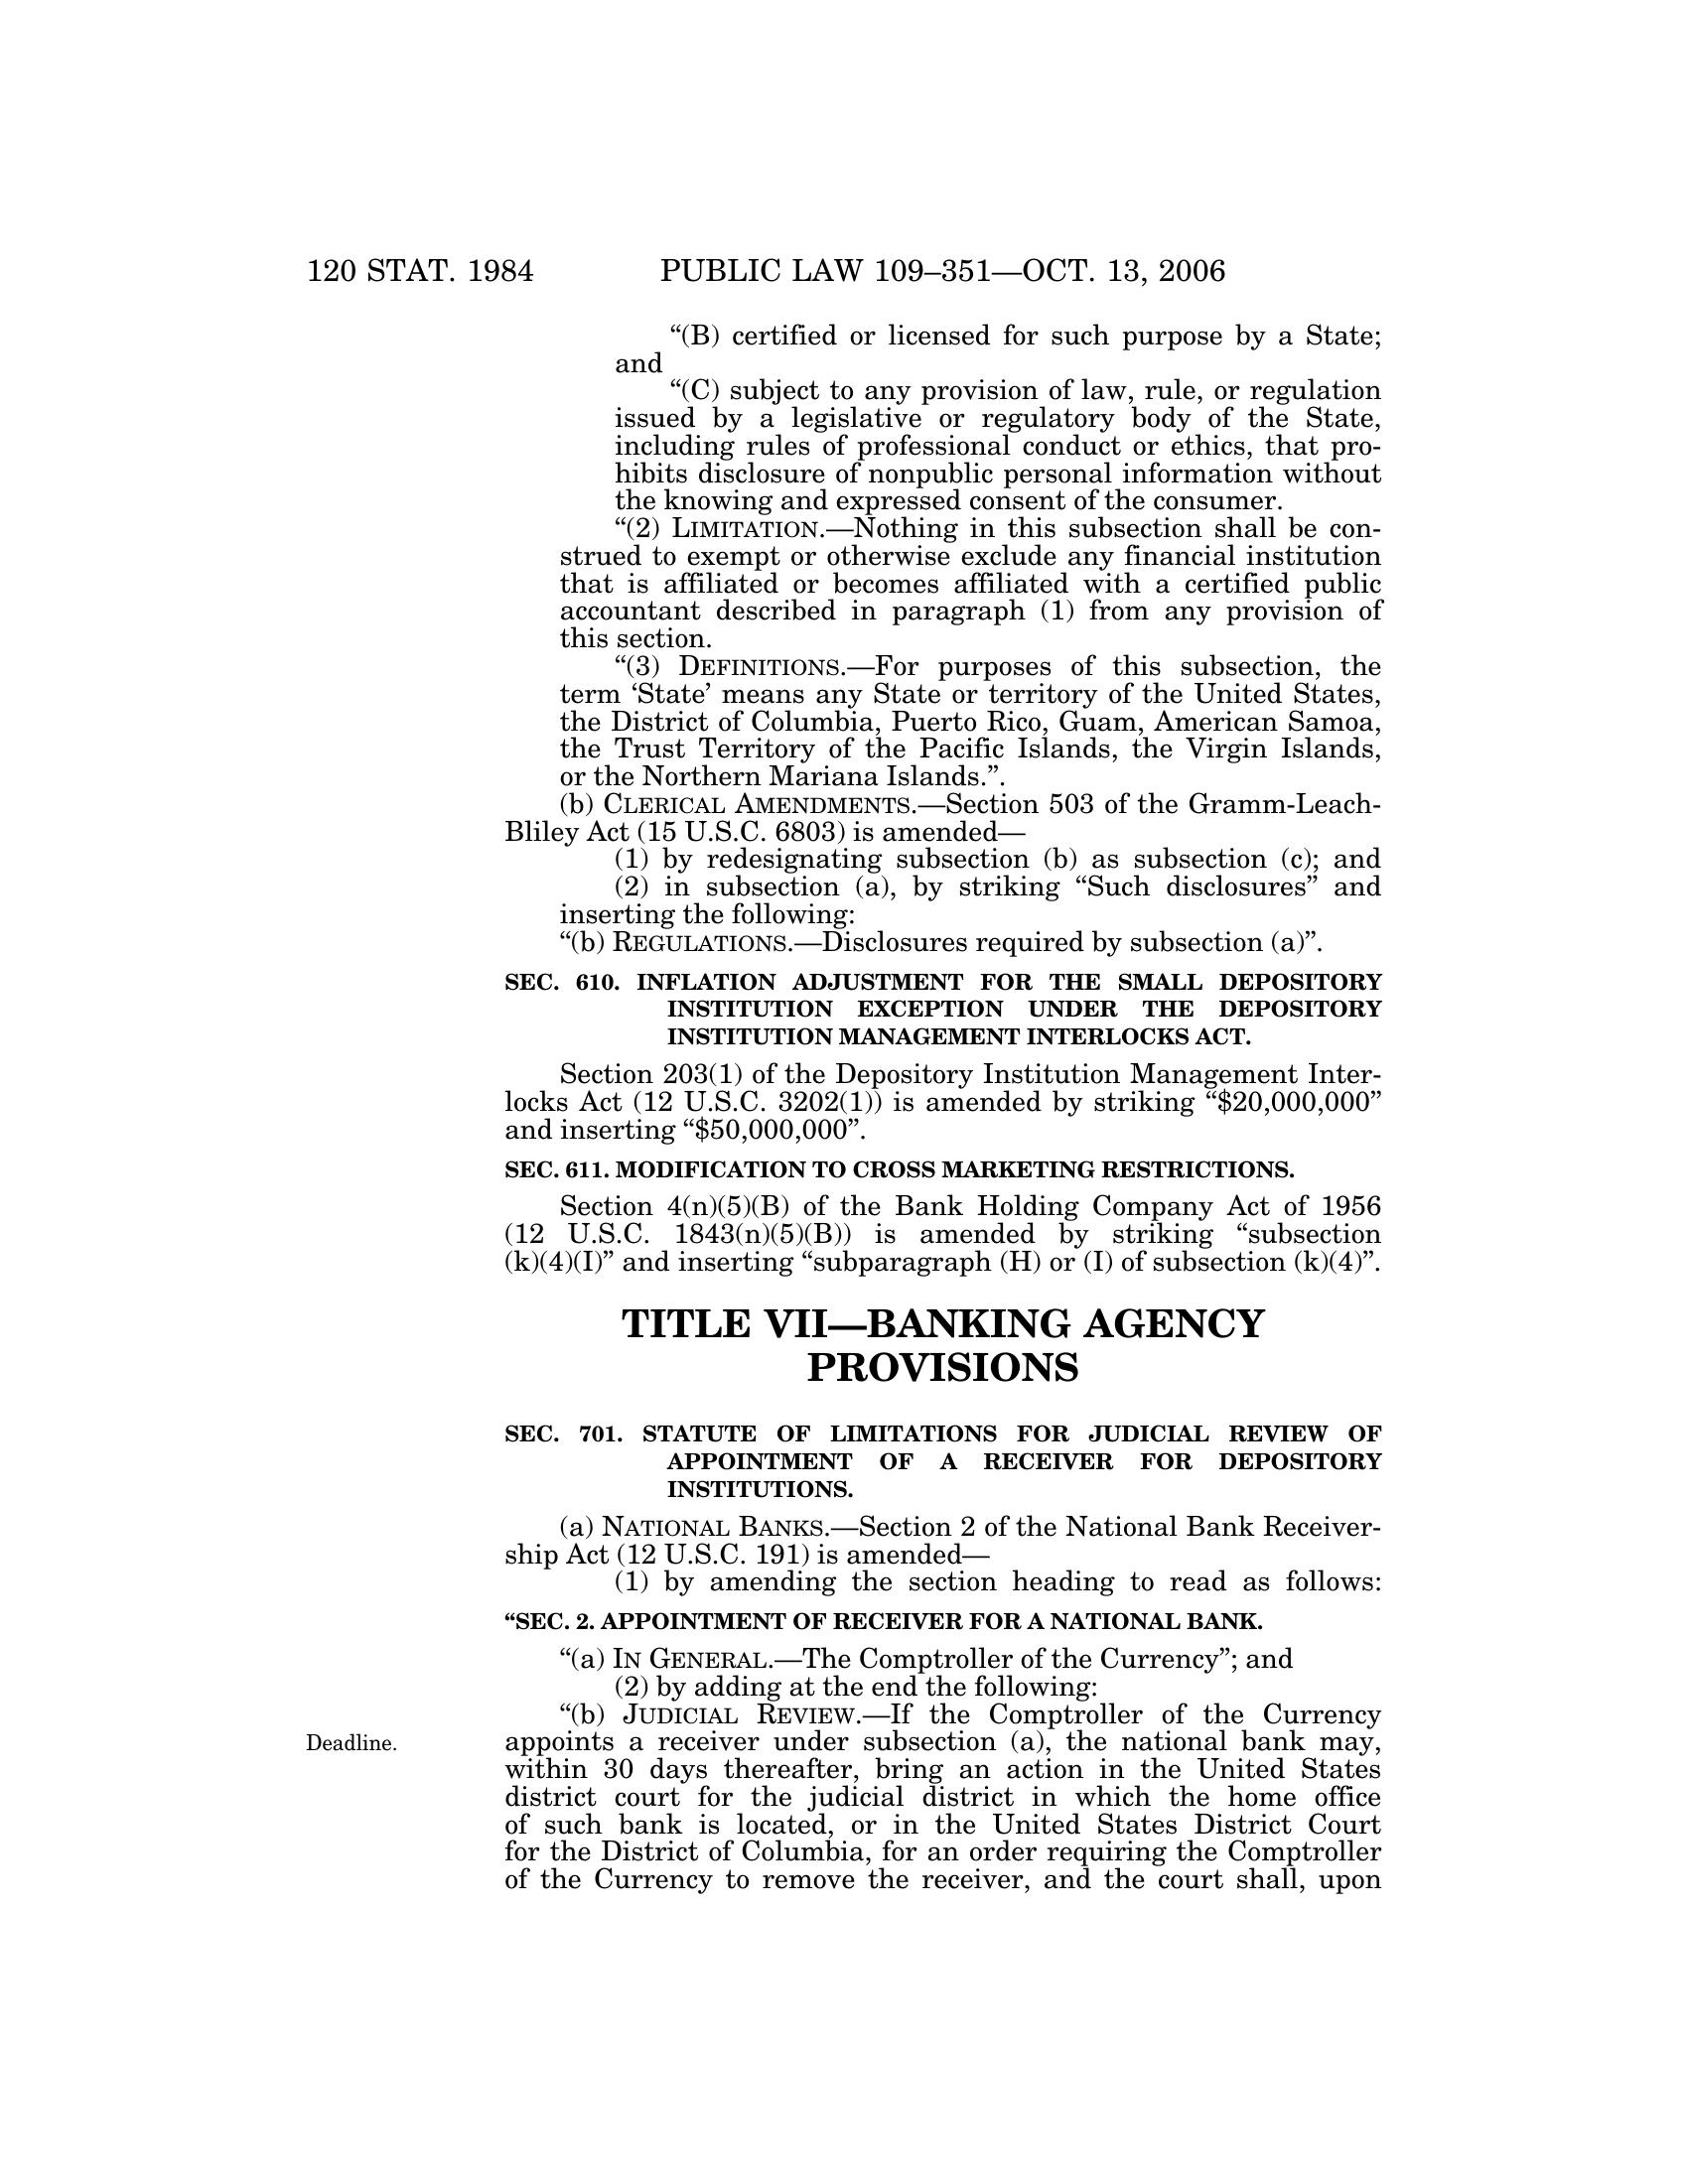 120 STAT. 1984 PUBLIC LAW 109–351—OCT. 13, 2006
“(B) certified or licensed for such purpose by a State;
and
“(C) subject to any provision of law, rule, or regulation
issued by a legislative or regulatory body of the State,
including rules of professional conduct or ethics, that pro-
hibits disclosure of nonpublic personal information without
the knowing and expressed consent of the consumer.
“(2) LIMITATION.—Nothing in this subsection shall be con-
strued to exempt or otherwise exclude any financial institution
that is affiliated or becomes affiliated with a certified public
accountant described in paragraph (1) from any provision of
this section.
“(3) DEFINITIONS.—For purposes of this subsection, the
term ‘State’ means any State or territory of the United States,
the District of Columbia, Puerto Rico, Guam, American Samoa,
the Trust Territory of the Pacific Islands, the Virgin Islands,
or the Northern Mariana Islands.”.
(b) CLERICAL AMENDMENTS.—Section 503 of the Gramm-Leach-
Bliley Act (15 U.S.C. 6803) is amended—
(1) by redesignating subsection (b) as subsection (c); and
(2) in subsection (a), by striking “Such disclosures” and
inserting the following:
“(b) REGULATIONS.—Disclosures required by subsection (a)”.
SEC. 610. INFLATION ADJUSTMENT FOR THE SMALL DEPOSITORY
INSTITUTION EXCEPTION UNDER THE DEPOSITORY
INSTITUTION MANAGEMENT INTERLOCKS ACT.
Section 203(1) of the Depository Institution Management Inter-
locks Act (12 U.S.C. 3202(1)) is amended by striking “$20,000,000”
and inserting “$50,000,000”.
SEC. 611. MODIFICATION TO CROSS MARKETING RESTRICTIONS.
Section 4(n)(5)(B) of the Bank Holding Company Act of 1956
(12 U.S.C. 1843(n)(5)(B)) is amended by striking “subsection
(k)(4)(I)” and inserting “subparagraph (H) or (I) of subsection (k)(4)”.
TITLE VII—BANKING AGENCY
PROVISIONS
SEC. 701. STATUTE OF LIMITATIONS FOR JUDICIAL REVIEW OF
APPOINTMENT OF A RECEIVER FOR DEPOSITORY
INSTITUTIONS.
(a) NATIONAL BANKS.—Section 2 of the National Bank Receiver-
ship Act (12 U.S.C. 191) is amended—
(1) by amending the section heading to read as follows:
“SEC. 2. APPOINTMENT OF RECEIVER FOR A NATIONAL BANK.
“(a) IN GENERAL.—The Comptroller of the Currency”; and
(2) by adding at the end the following:
“(b) JUDICIAL REVIEW.—If the Comptroller of the Currency
Deadline.
appoints a receiver under subsection (a), the national bank may,
within 30 days thereafter, bring an action in the United States
district court for the judicial district in which the home office
of such bank is located, or in the United States District Court
for the District of Columbia, for an order requiring the Comptroller
of the Currency to remove the receiver, and the court shall, upon